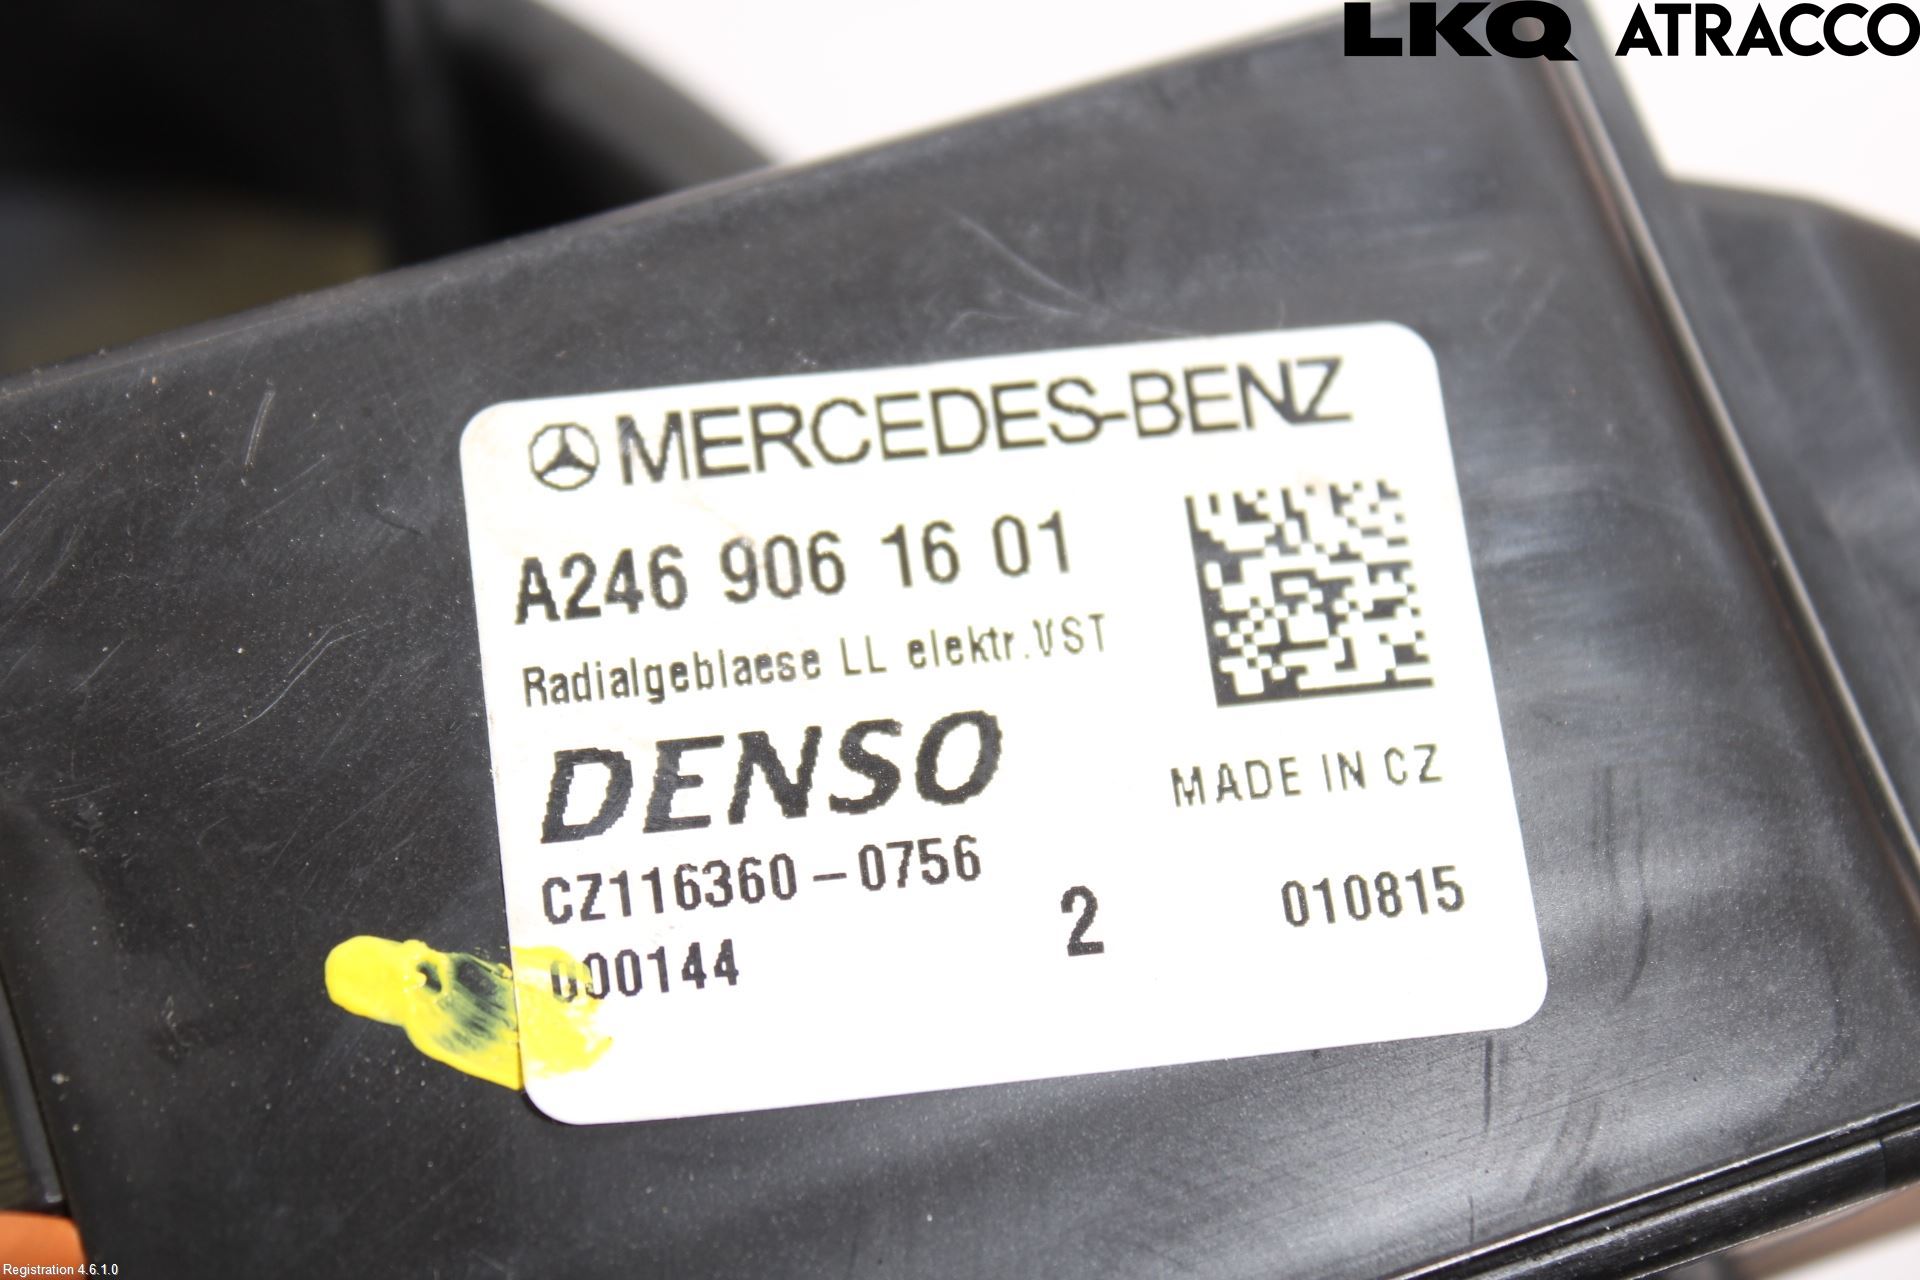 LKQ ATRACCO
MERCEDES-BENZ
A246 906 16 01
Radialgeblaese LL elektr.VST
DENSO
MADE IN CZ
CZ116360-0756
2
010815
000144
Registration 4.6.1.0